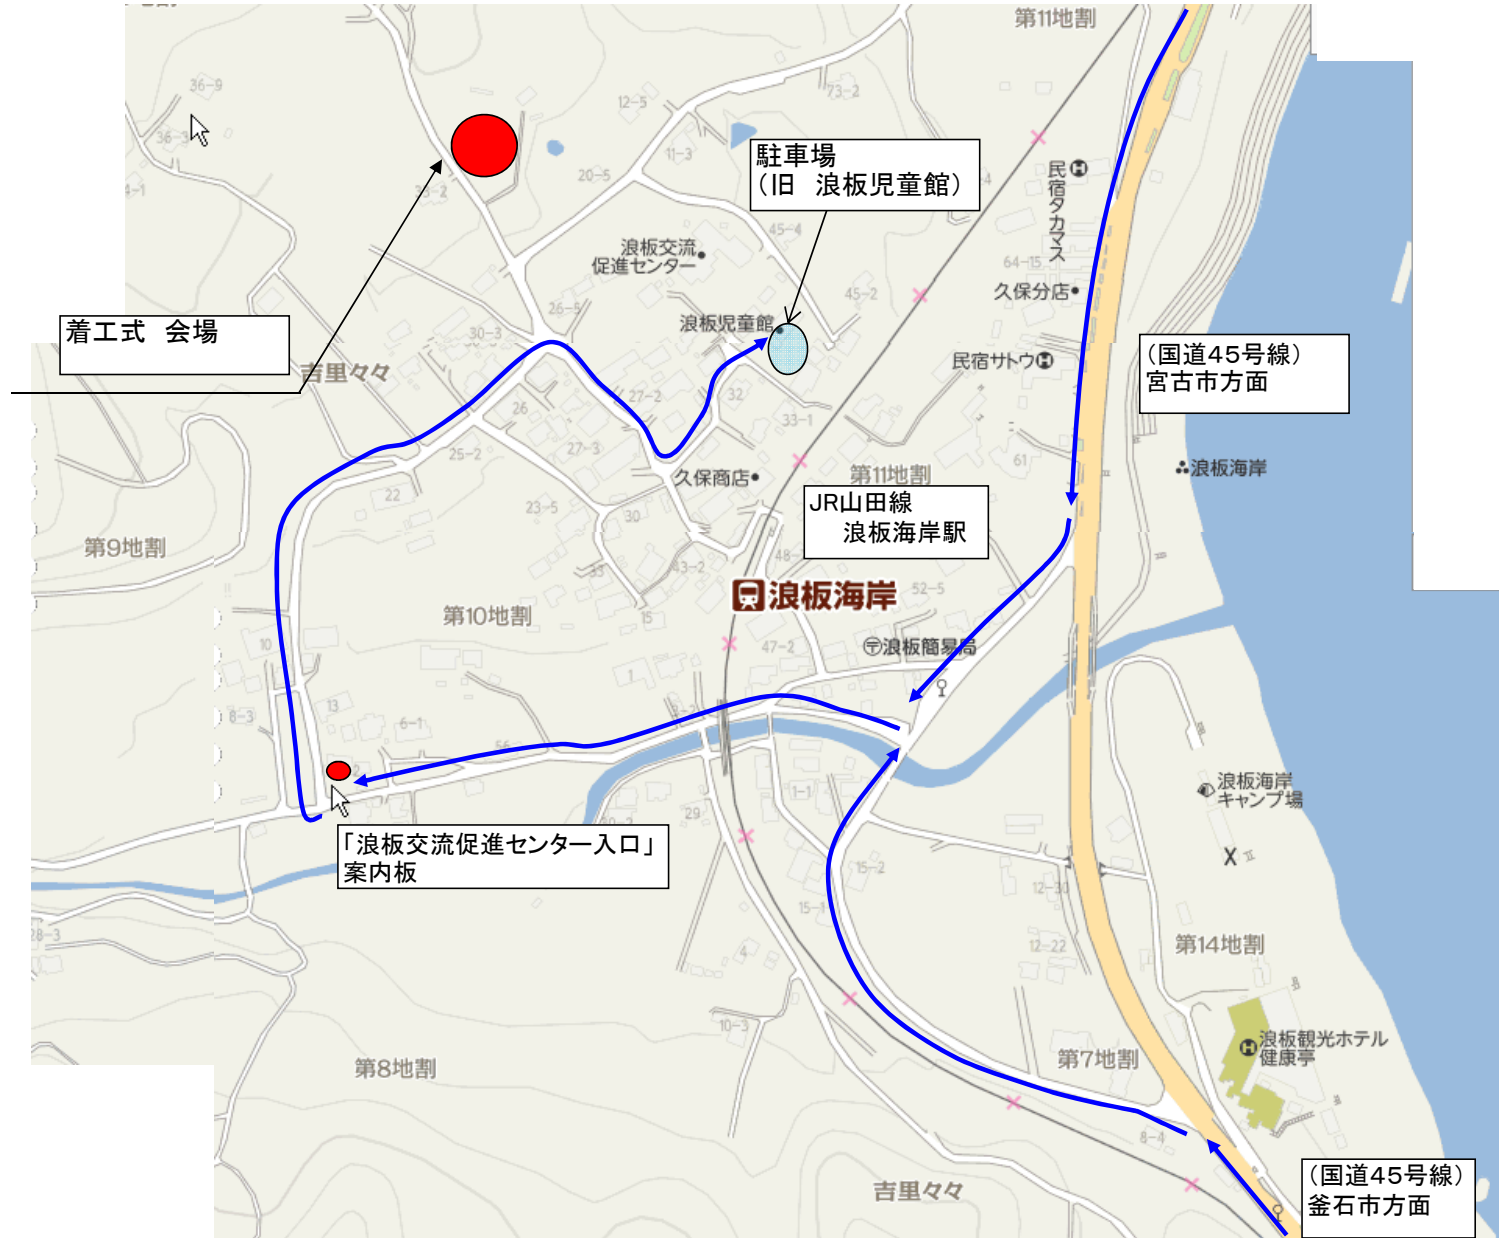 第11地割
36-9
12-5
73-2
36-3
11-3
駐車場
（旧　浪板児童館）
20-5
33-2
民宿タカマス
45-4
浪板交流
促進センター
64-15
久保分店
45-2
26-5
浪板児童館
着工式　会場
30-3
（国道45号線）
宮古市方面
民宿サトウ
吉里々々
27-2
32
26
33-1
27-3
25-2
61
浪板海岸
久保商店
第11地割
22
JR山田線
浪板海岸駅
23-5
30
第9地割
48
33
43-2
52-5
浪板海岸
第10地割
15
10
47-2
浪板簡易局
1
13
8-3
6-1
56
浪板海岸
キャンプ場
1-1
29
「浪板交流促進センター入口」
案内板
15-2
12-30
15-1
28-3
4
12-22
第14地割
10-3
浪板観光ホテル
健康亭
第7地割
第8地割
8-4
（国道45号線）
釜石市方面
吉里々々